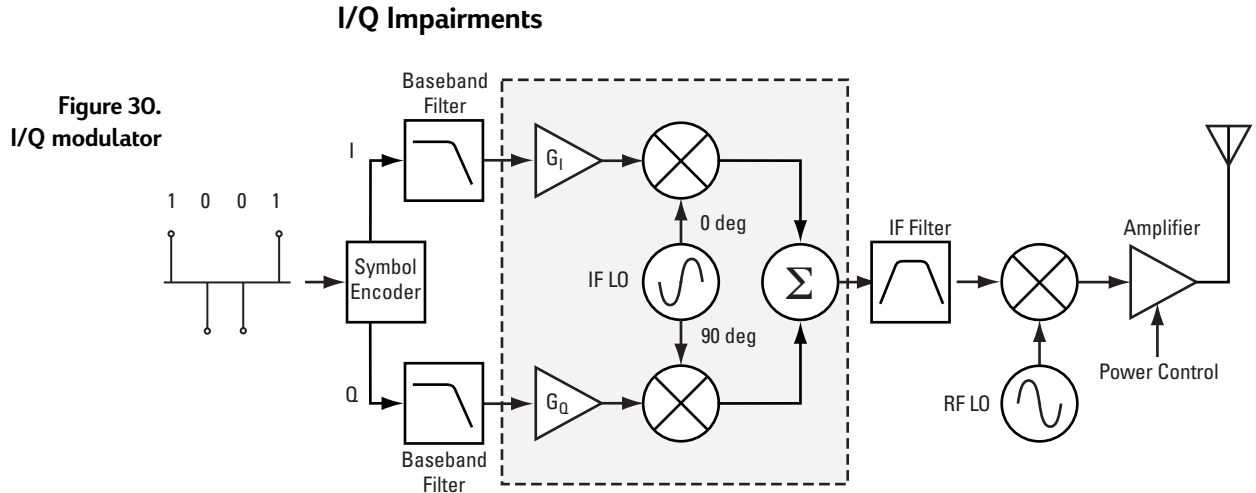 I/Q Impairments
Figure 30.
I/Q modulator
Baseband
Filter
I
G_I
1 0 0 1
0 deg
IF Filter
Amplifier
Symbol
Encoder
IF LO
Σ
90 deg
Power Control
Q
G_Q
RF LO
Baseband
Filter